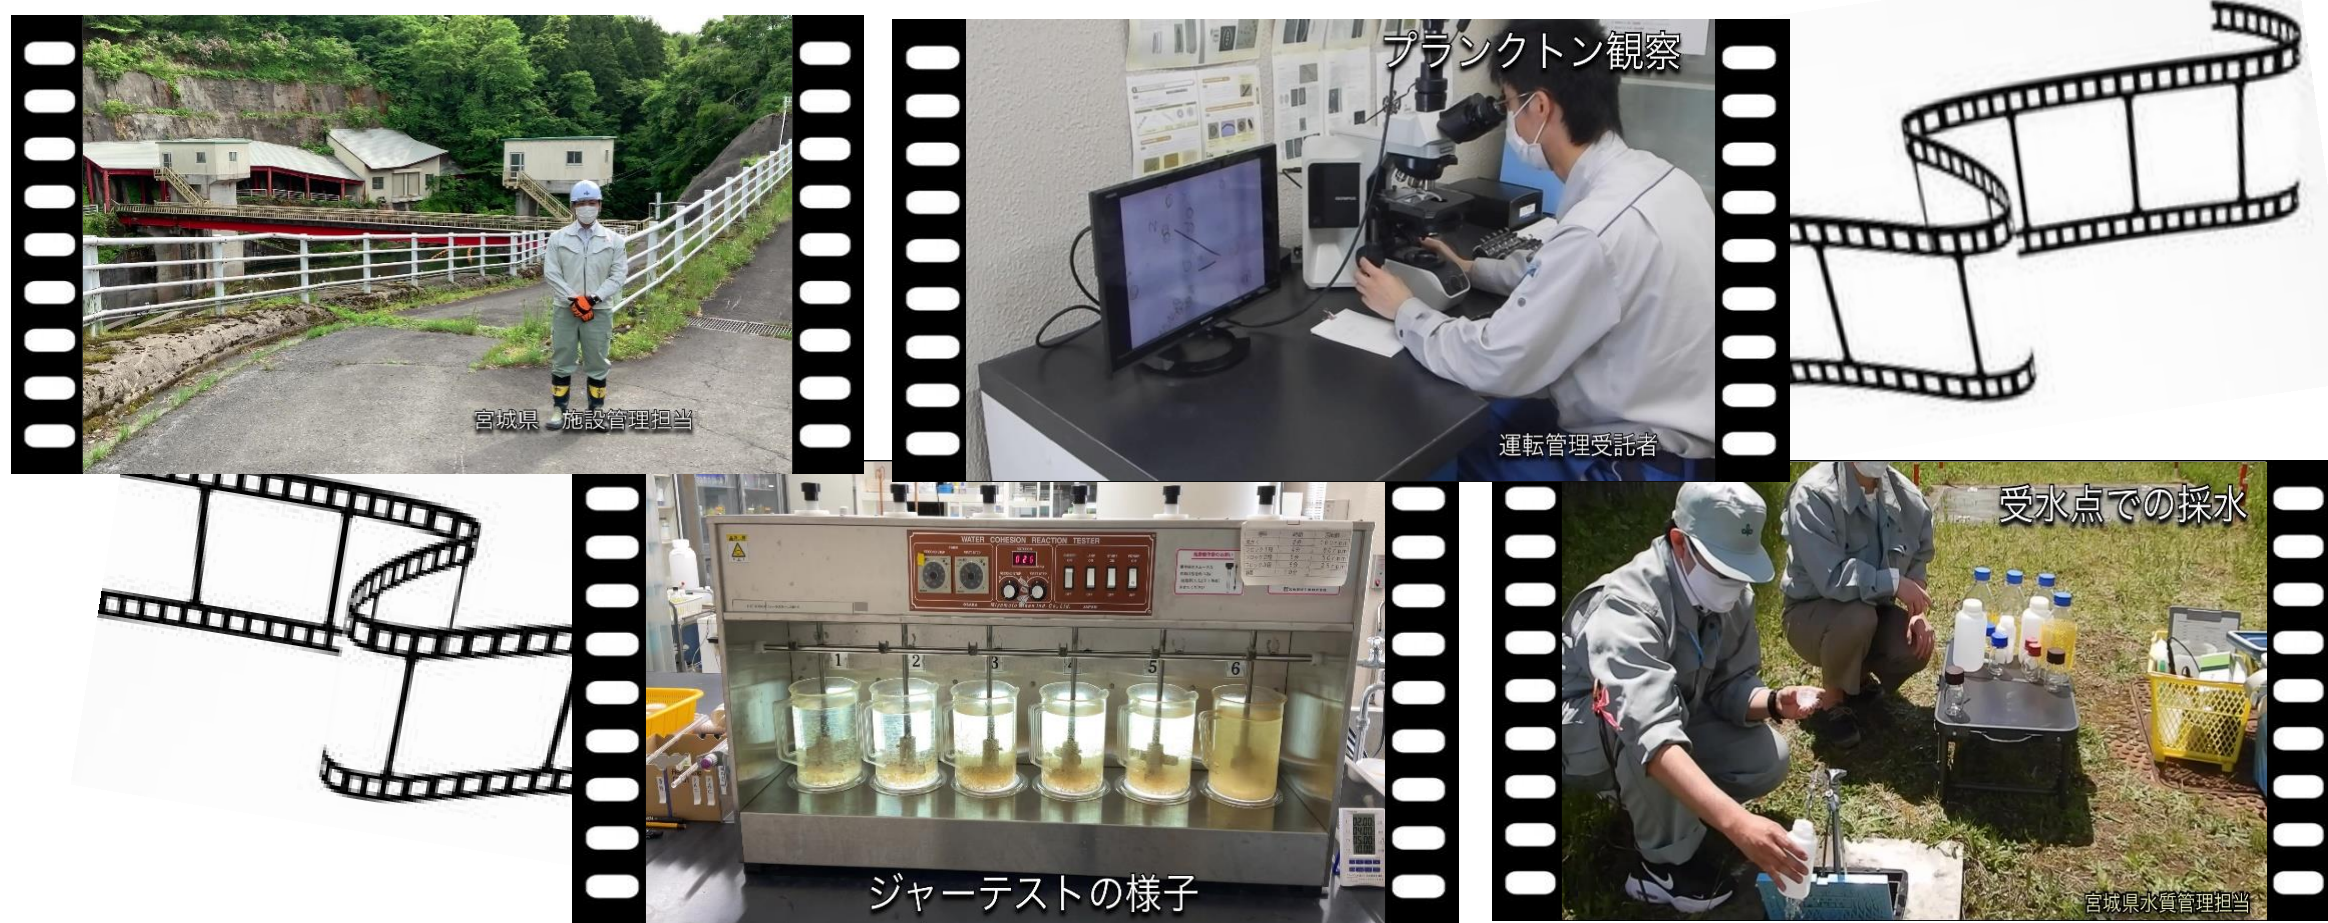 宮城県　施設管理担当
プランクトン観察
運転管理受託者
WATER COHESION REACTION TESTER
1
2
3
4
5
6
ジャーテストの様子
受水点での採水
宮城県水質管理担当